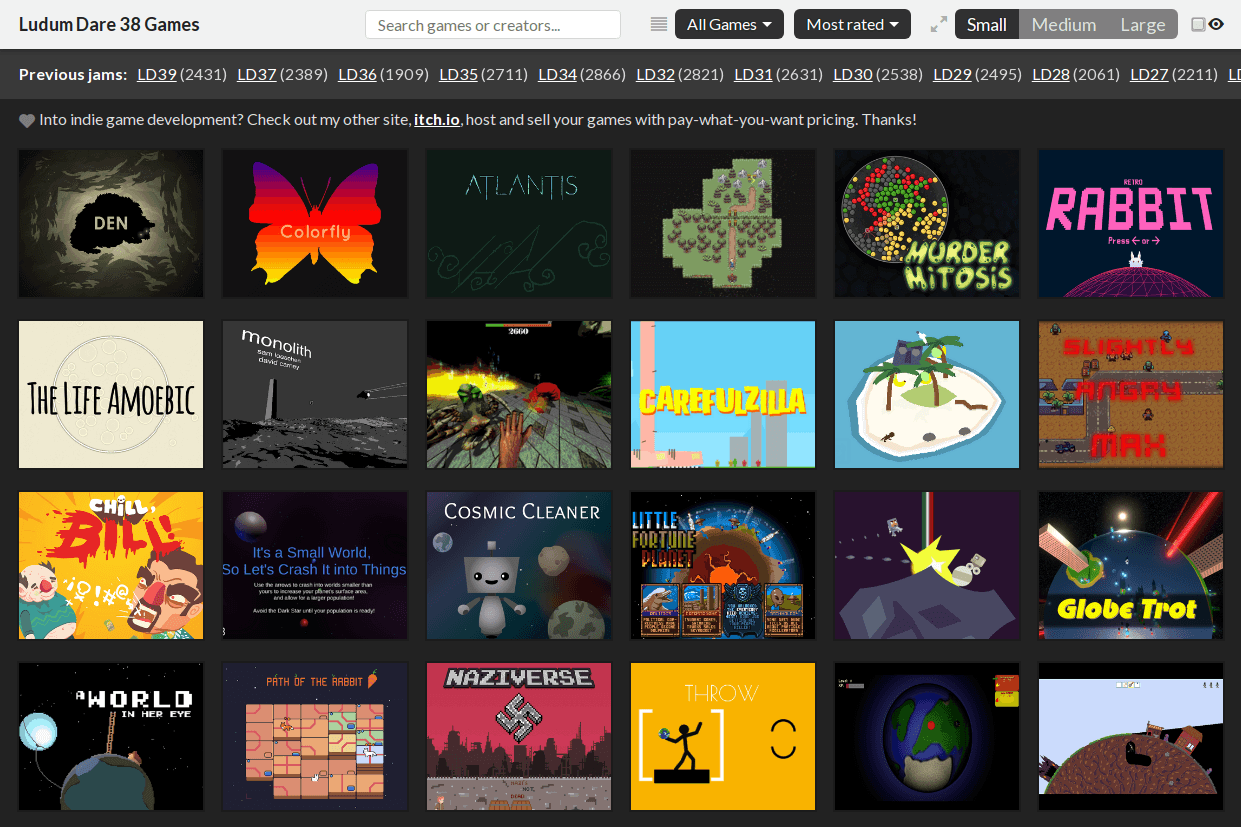 Ludum Dare 38 Games
Search games or creators...
All Games
Most rated
Small Medium Large
Previous jams: LD39 (2431) LD37 (2389) LD36 (1909) LD35 (2711) LD34 (2866) LD32 (2821) LD31 (2631) LD30 (2538) LD29 (2495) LD28 (2061) LD27 (2211)
Into indie game development? Check out my other site, itch.io, host and sell your games with pay-what-you-want pricing. Thanks!
DEN
Colorfly
ATLANTIS
MURDER
MITOSIS
RETRO
RABBIT
Press ← or →
THE LIFE AMOEBIC
monolith
sam loeschen
david carney
2660
CAREFULZILLA
SLIGHTLY
ANGRY
MAX
CHILL,
BILL!
It's a Small World,
So Let's Crash It into Things
Use the arrows to crash into worlds smaller than
yours to increase your planet's surface area,
and allow for a larger population!
Avoid the Dark Star until your population is ready!
COSMIC CLEANER
LITTLE
FORTUNE
PLANET
Globe Trot
A WORLD
IN HER EYE
PATH OF THE RABBIT
NAZIVERSE
THROW